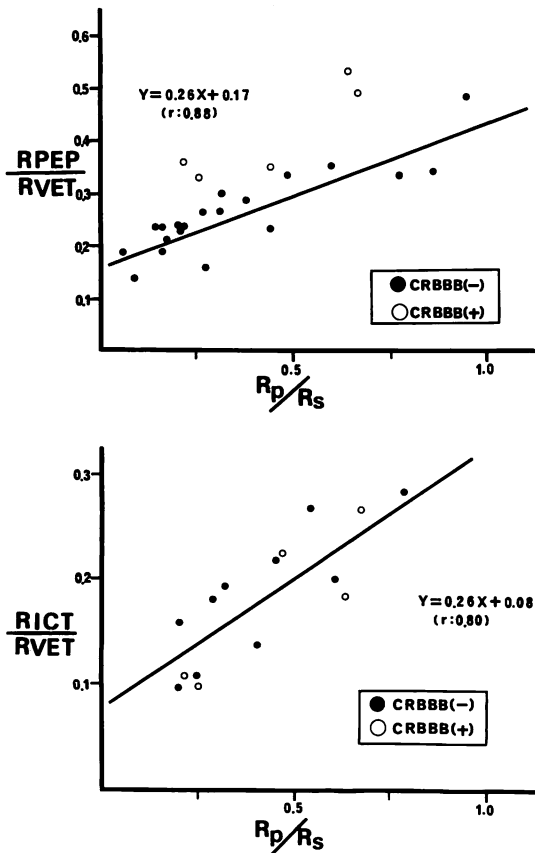 0.6
Y=0.26X+0.17
0.5
(r:0.88)
0.4
RPEP
RVET
0.3
0.2
CRBBB(-)
0.1
CRBBB(+)
0.5
1.0
Rp/Rs
0.3
0.2
Y=0.26X+0.08
RICT
(r:0.80)
RVET
0.1
CRBBB(-)
CRBBB(+)
0.5
1.0
Rp/Rs